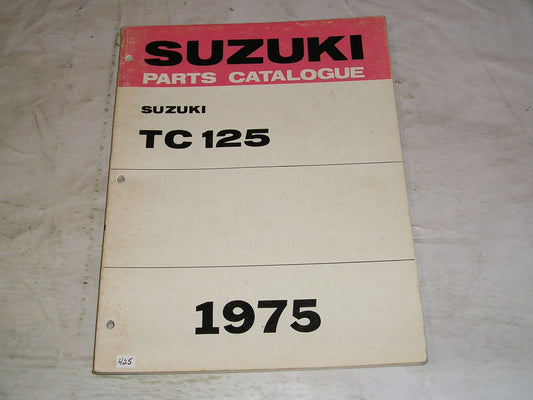 SUZUKI
PARTS CATALOGUE
SUZUKI
TC 125
1975
425